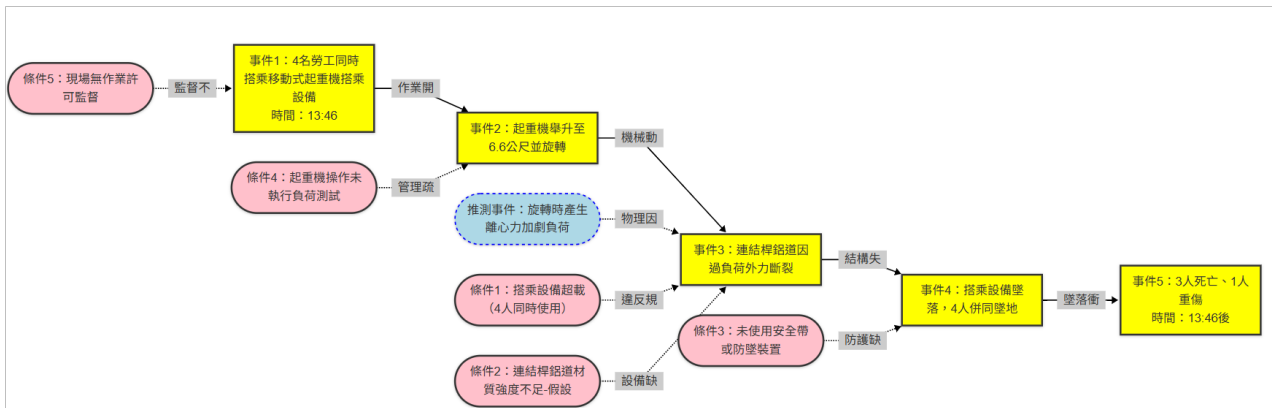 事件1：4名勞工同時
搭乘移動式起重機搭乘
設備
時間：13:46
條件5：現場無作業許
可監督
監督不
作業開
事件2：起重機舉升至
6.6公尺並旋轉
機械動
條件4：起重機操作未
執行負荷測試
管理疏
推測事件：旋轉時產生
離心力加劇負荷
物理因
事件3：連結桿鋁道因
過負荷外力斷裂
結構失
條件1：搭乘設備超載
（4人同時使用）
違反規
事件4：搭乘設備墜
落，4人併同墜地
墜落衝
事件5：3人死亡、1人
重傷
時間：13:46後
條件3：未使用安全帶
或防墜裝置
防護缺
條件2：連結桿鋁道材
質強度不足-假設
設備缺